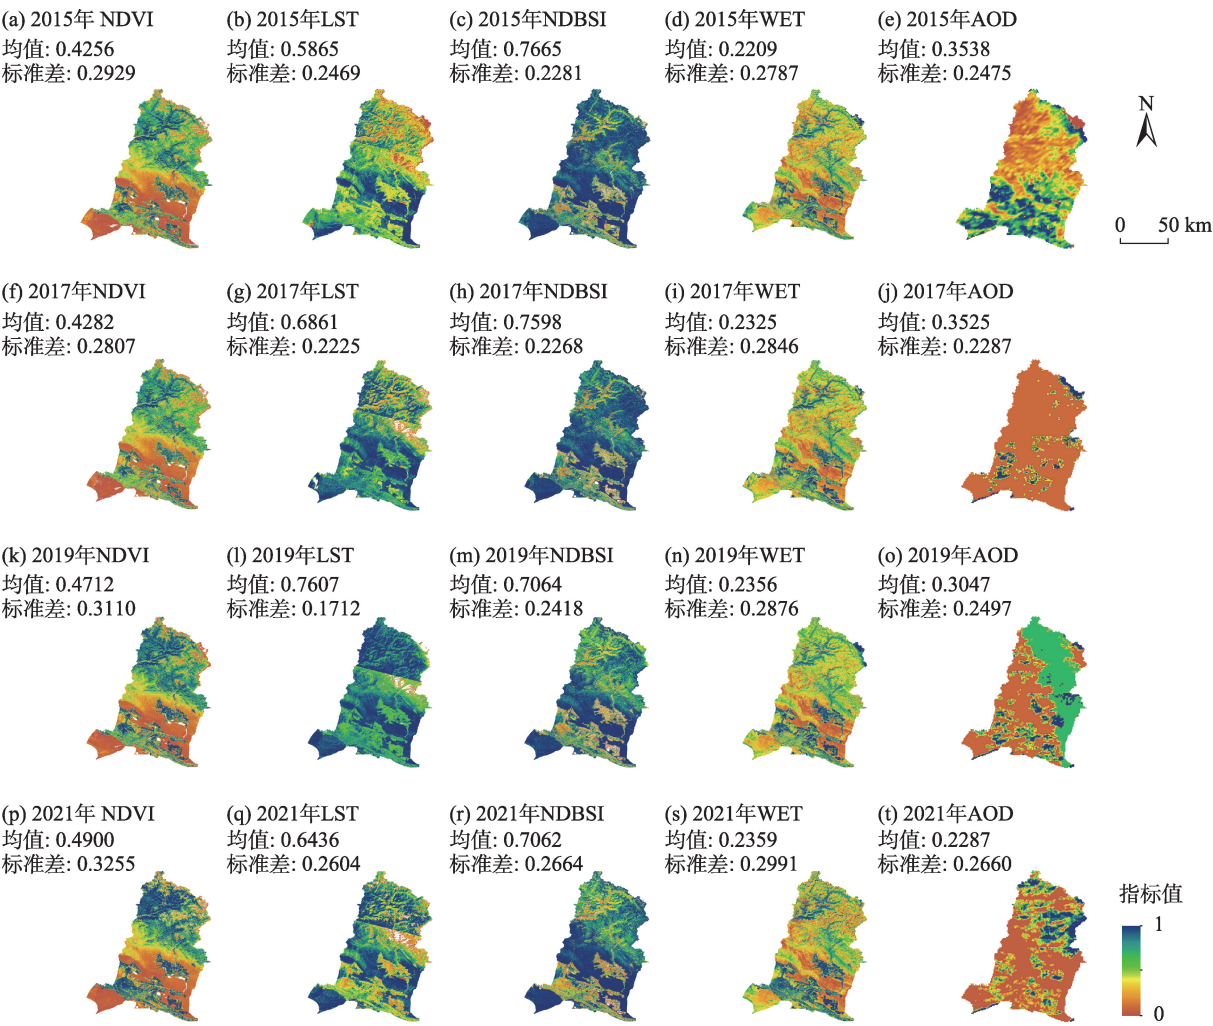 (a) 2015年 NDVI
均值: 0.4256
标准差: 0.2929
(b) 2015年LST
均值: 0.5865
标准差: 0.2469
(c) 2015年NDBSI
均值: 0.7665
标准差: 0.2281
(d) 2015年WET
均值: 0.2209
标准差: 0.2787
(e) 2015年AOD
均值: 0.3538
标准差: 0.2475
N
0 50 km
(f) 2017年NDVI
均值: 0.4282
标准差: 0.2807
(g) 2017年LST
均值: 0.6861
标准差: 0.2225
(h) 2017年NDBSI
均值: 0.7598
标准差: 0.2268
(i) 2017年WET
均值: 0.2325
标准差: 0.2846
(j) 2017年AOD
均值: 0.3525
标准差: 0.2287
(k) 2019年NDVI
均值: 0.4712
标准差: 0.3110
(l) 2019年LST
均值: 0.7607
标准差: 0.1712
(m) 2019年NDBSI
均值: 0.7064
标准差: 0.2418
(n) 2019年WET
均值: 0.2356
标准差: 0.2876
(o) 2019年AOD
均值: 0.3047
标准差: 0.2497
(p) 2021年 NDVI
均值: 0.4900
标准差: 0.3255
(q) 2021年LST
均值: 0.6436
标准差: 0.2604
(r) 2021年NDBSI
均值: 0.7062
标准差: 0.2664
(s) 2021年WET
均值: 0.2359
标准差: 0.2991
(t) 2021年AOD
均值: 0.2287
标准差: 0.2660
指标值
1
0